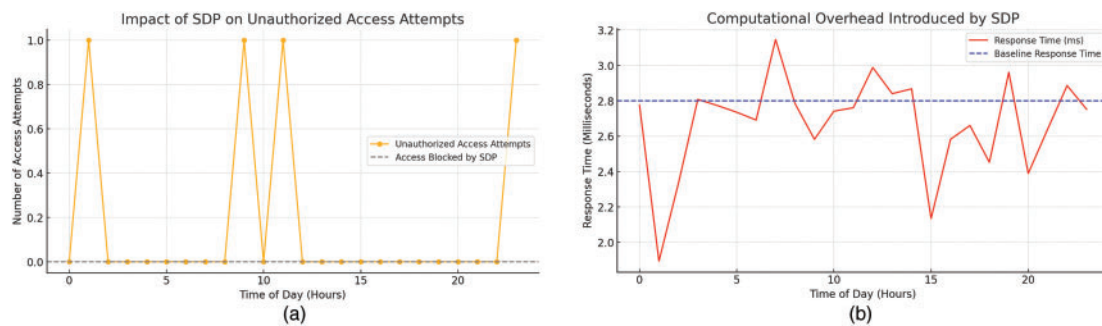 Impact of SDP on Unauthorized Access Attempts
Number of Access Attempts
1.0
0.8
0.6
0.4
0.2
0.0
Unauthorized Access Attempts
Access Blocked by SDP
0 5 10 15 20
Time of Day (Hours)
(a)
Computational Overhead Introduced by SDP
Response Time (Milliseconds)
3.2
3.0
2.8
2.6
2.4
2.2
2.0
Response Time (ms)
Baseline Response Time
0 5 10 15 20
Time of Day (Hours)
(b)